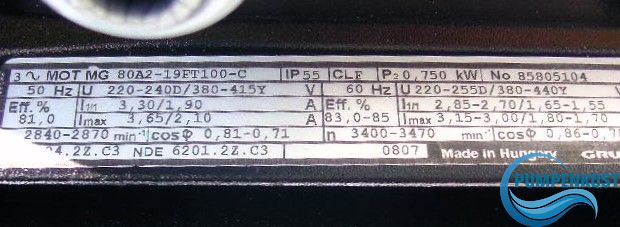 3 ∿ MOT MG 80A2-19FT100-C IP55 CLF P₂ 0,750 kW No 85805104
50 Hz U 220-240D/380-415Y V 60 Hz U 220-255D/380-440Y
Eff. % I1/1 3,30/1,90 A Eff. % I1/1 2,85-2,70/1,65-1,55
81,0 Imax 3,65/2,10 A 83,0-85 Imax 3,15-3,00/1,80-1,70
2840-2870 min⁻¹ cosφ 0,81-0,71 n 3400-3470 min⁻¹ cosφ 0,86-0,7
04.2Z.C3 NDE 6201.2Z.C3 0807 Made in Hungary GRU
PUMPENKOST